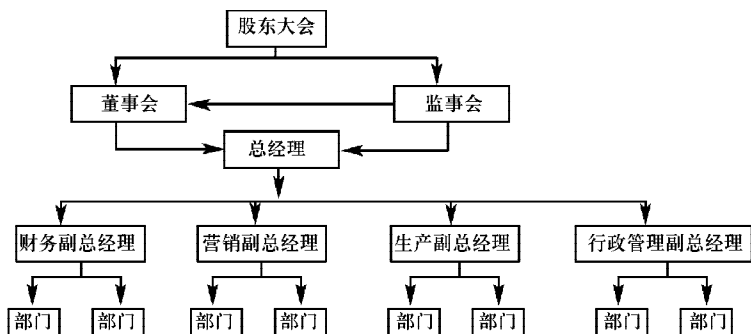 股东大会
董事会
监事会
总经理
财务副总经理
营销副总经理
生产副总经理
行政管理副总经理
部门
部门
部门
部门
部门
部门
部门
部门